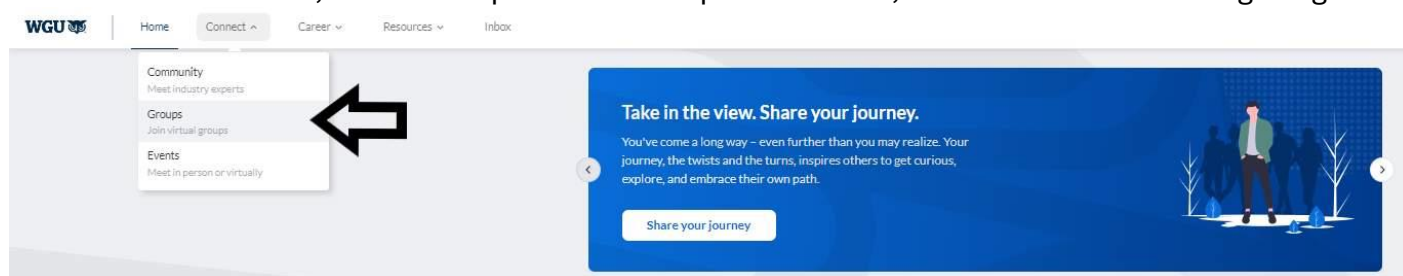 WGU
Home Connect Career Resources Inbox
Community
Meet industry experts
Groups
Join virtual groups
Events
Meet in person or virtually
Take in the view. Share your journey.
You've come a long way – even further than you may realize. Your
journey, the twists and the turns, inspires others to get curious,
explore, and embrace their own path.
Share your journey